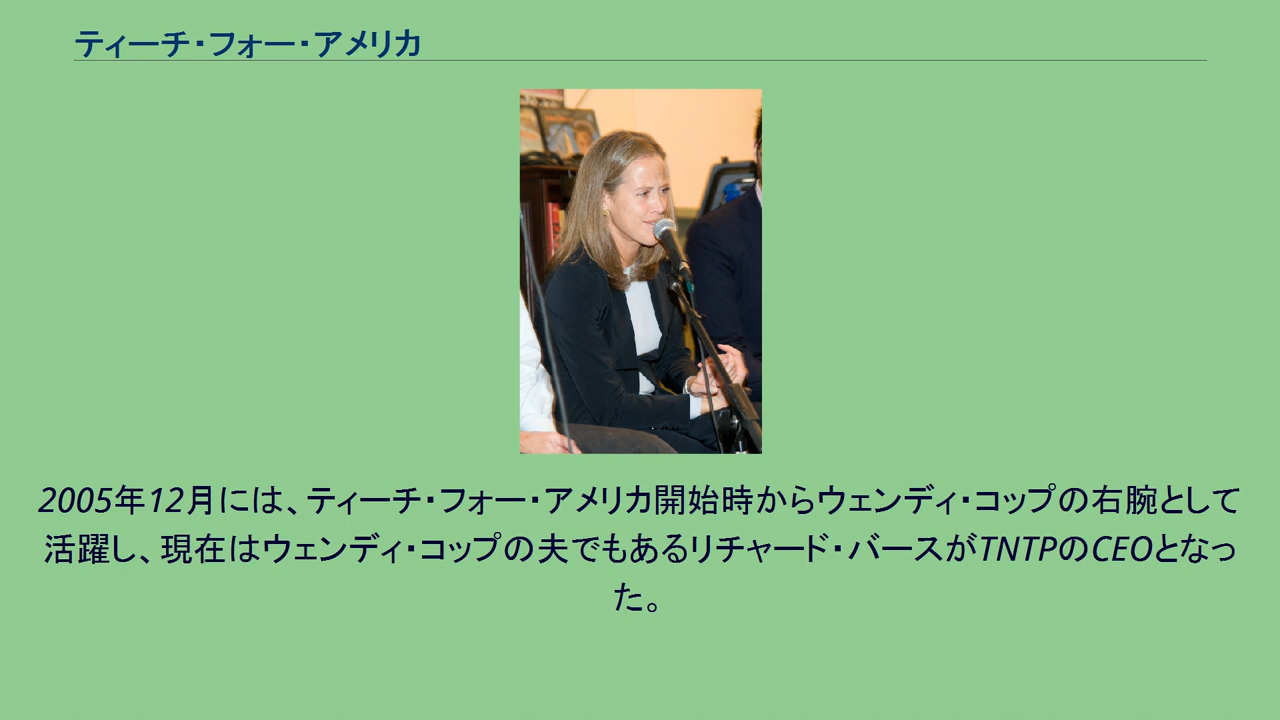 ティーチ・フォー・アメリカ
2005年12月には、ティーチ・フォー・アメリカ開始時からウェンディ・コップの右腕として
活躍し、現在はウェンディ・コップの夫でもあるリチャード・バースがTNTPのCEOとなっ
た。